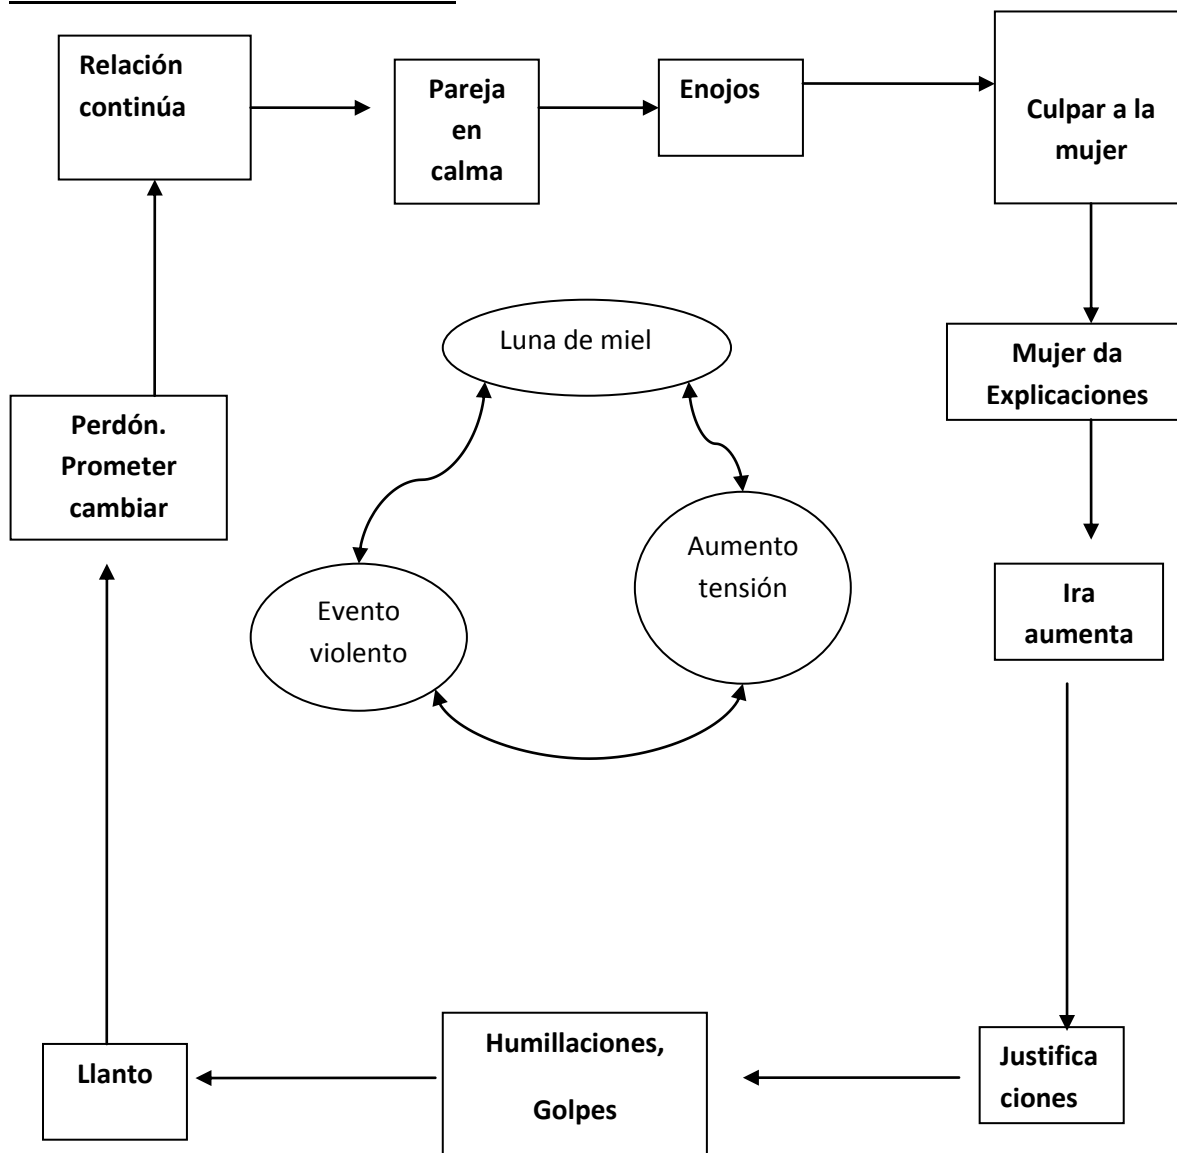 Relación
continúa
Pareja
en
calma
Enojos
Culpar a la
mujer
Luna de miel
Mujer da
Explicaciones
Perdón.
Prometer
cambiar
Aumento
tensión
Evento
violento
Ira
aumenta
Humillaciones,
Golpes
Justifica
ciones
Llanto